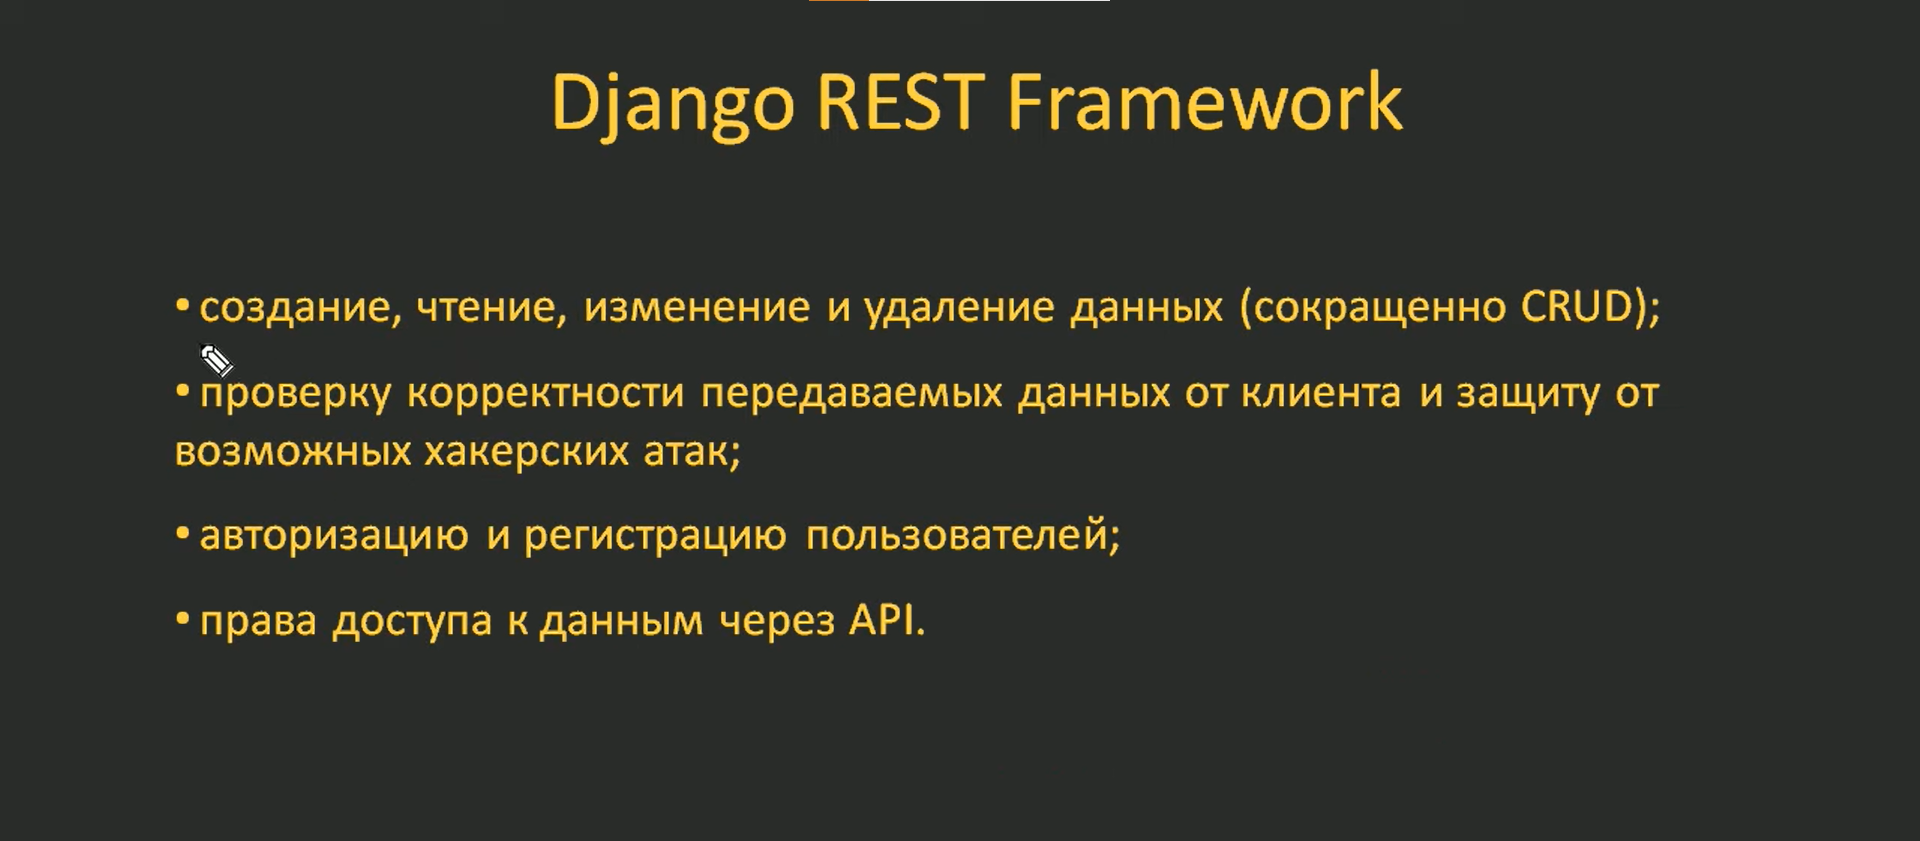 Django REST Framework
• создание, чтение, изменение и удаление данных (сокращенно CRUD);
• проверку корректности передаваемых данных от клиента и защиту от
возможных хакерских атак;
• авторизацию и регистрацию пользователей;
• права доступа к данным через API.